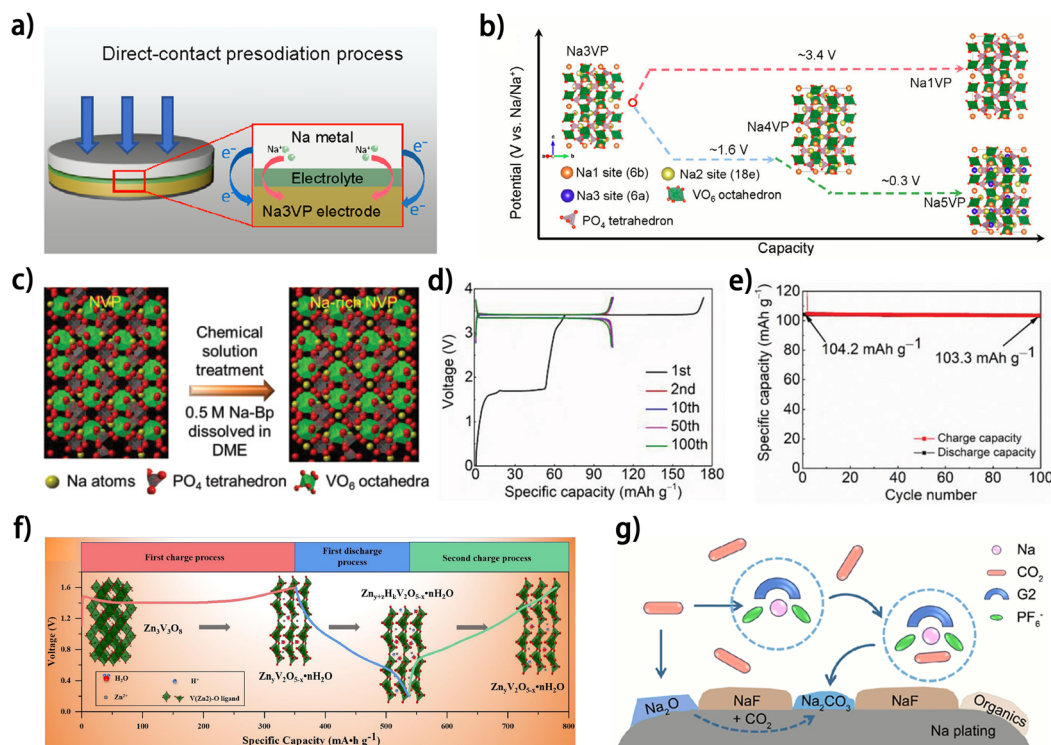 a)
Direct-contact presodiation process
Na metal
e⁻
e⁻
Na⁺
Na⁺
Electrolyte
e⁻
e⁻
Na3VP electrode
b)
Potential (V vs. Na/Na⁺)
Na3VP
~3.4 V
Na1VP
Na4VP
~1.6 V
~0.3 V
Na5VP
Na1 site (6b)
Na2 site (18e)
Na3 site (6a)
VO₆ octahedron
PO₄ tetrahedron
Capacity
c)
NVP
Na-rich NVP
Chemical
solution
treatment
0.5 M Na-Bp
dissolved in
DME
Na atoms
PO₄ tetrahedron
VO₆ octahedra
d)
Voltage (V)
4
3
2
1
0
1st
2nd
10th
50th
100th
0 30 60 90 120 150 180
Specific capacity (mAh g⁻¹)
e)
Specific capacity (mAh g⁻¹)
120
100
80
60
40
20
0
104.2 mAh g⁻¹
103.3 mAh g⁻¹
Charge capacity
Discharge capacity
0 20 40 60 80 100
Cycle number
f)
First charge process
First discharge
process
Second charge process
Voltage (V)
1.6
1.2
0.8
0.4
0.0
Zn₃V₃O₈
ZnᵧV₂O₅₋ₓ•nH₂O
Znᵧ₊zHₖV₂O₅₋ₓ•nH₂O
ZnᵧV₂O₅₋ₓ•nH₂O
H₂O
H⁺
Zn²⁺
V(Zn2)-O ligand
0 100 200 300 400 500 600 700 800
Specific Capacity (mA•h g⁻¹)
g)
Na
CO₂
G2
PF₆⁻
Na₂O
NaF
Na₂CO₃
NaF
Organics
+ CO₂
Na plating